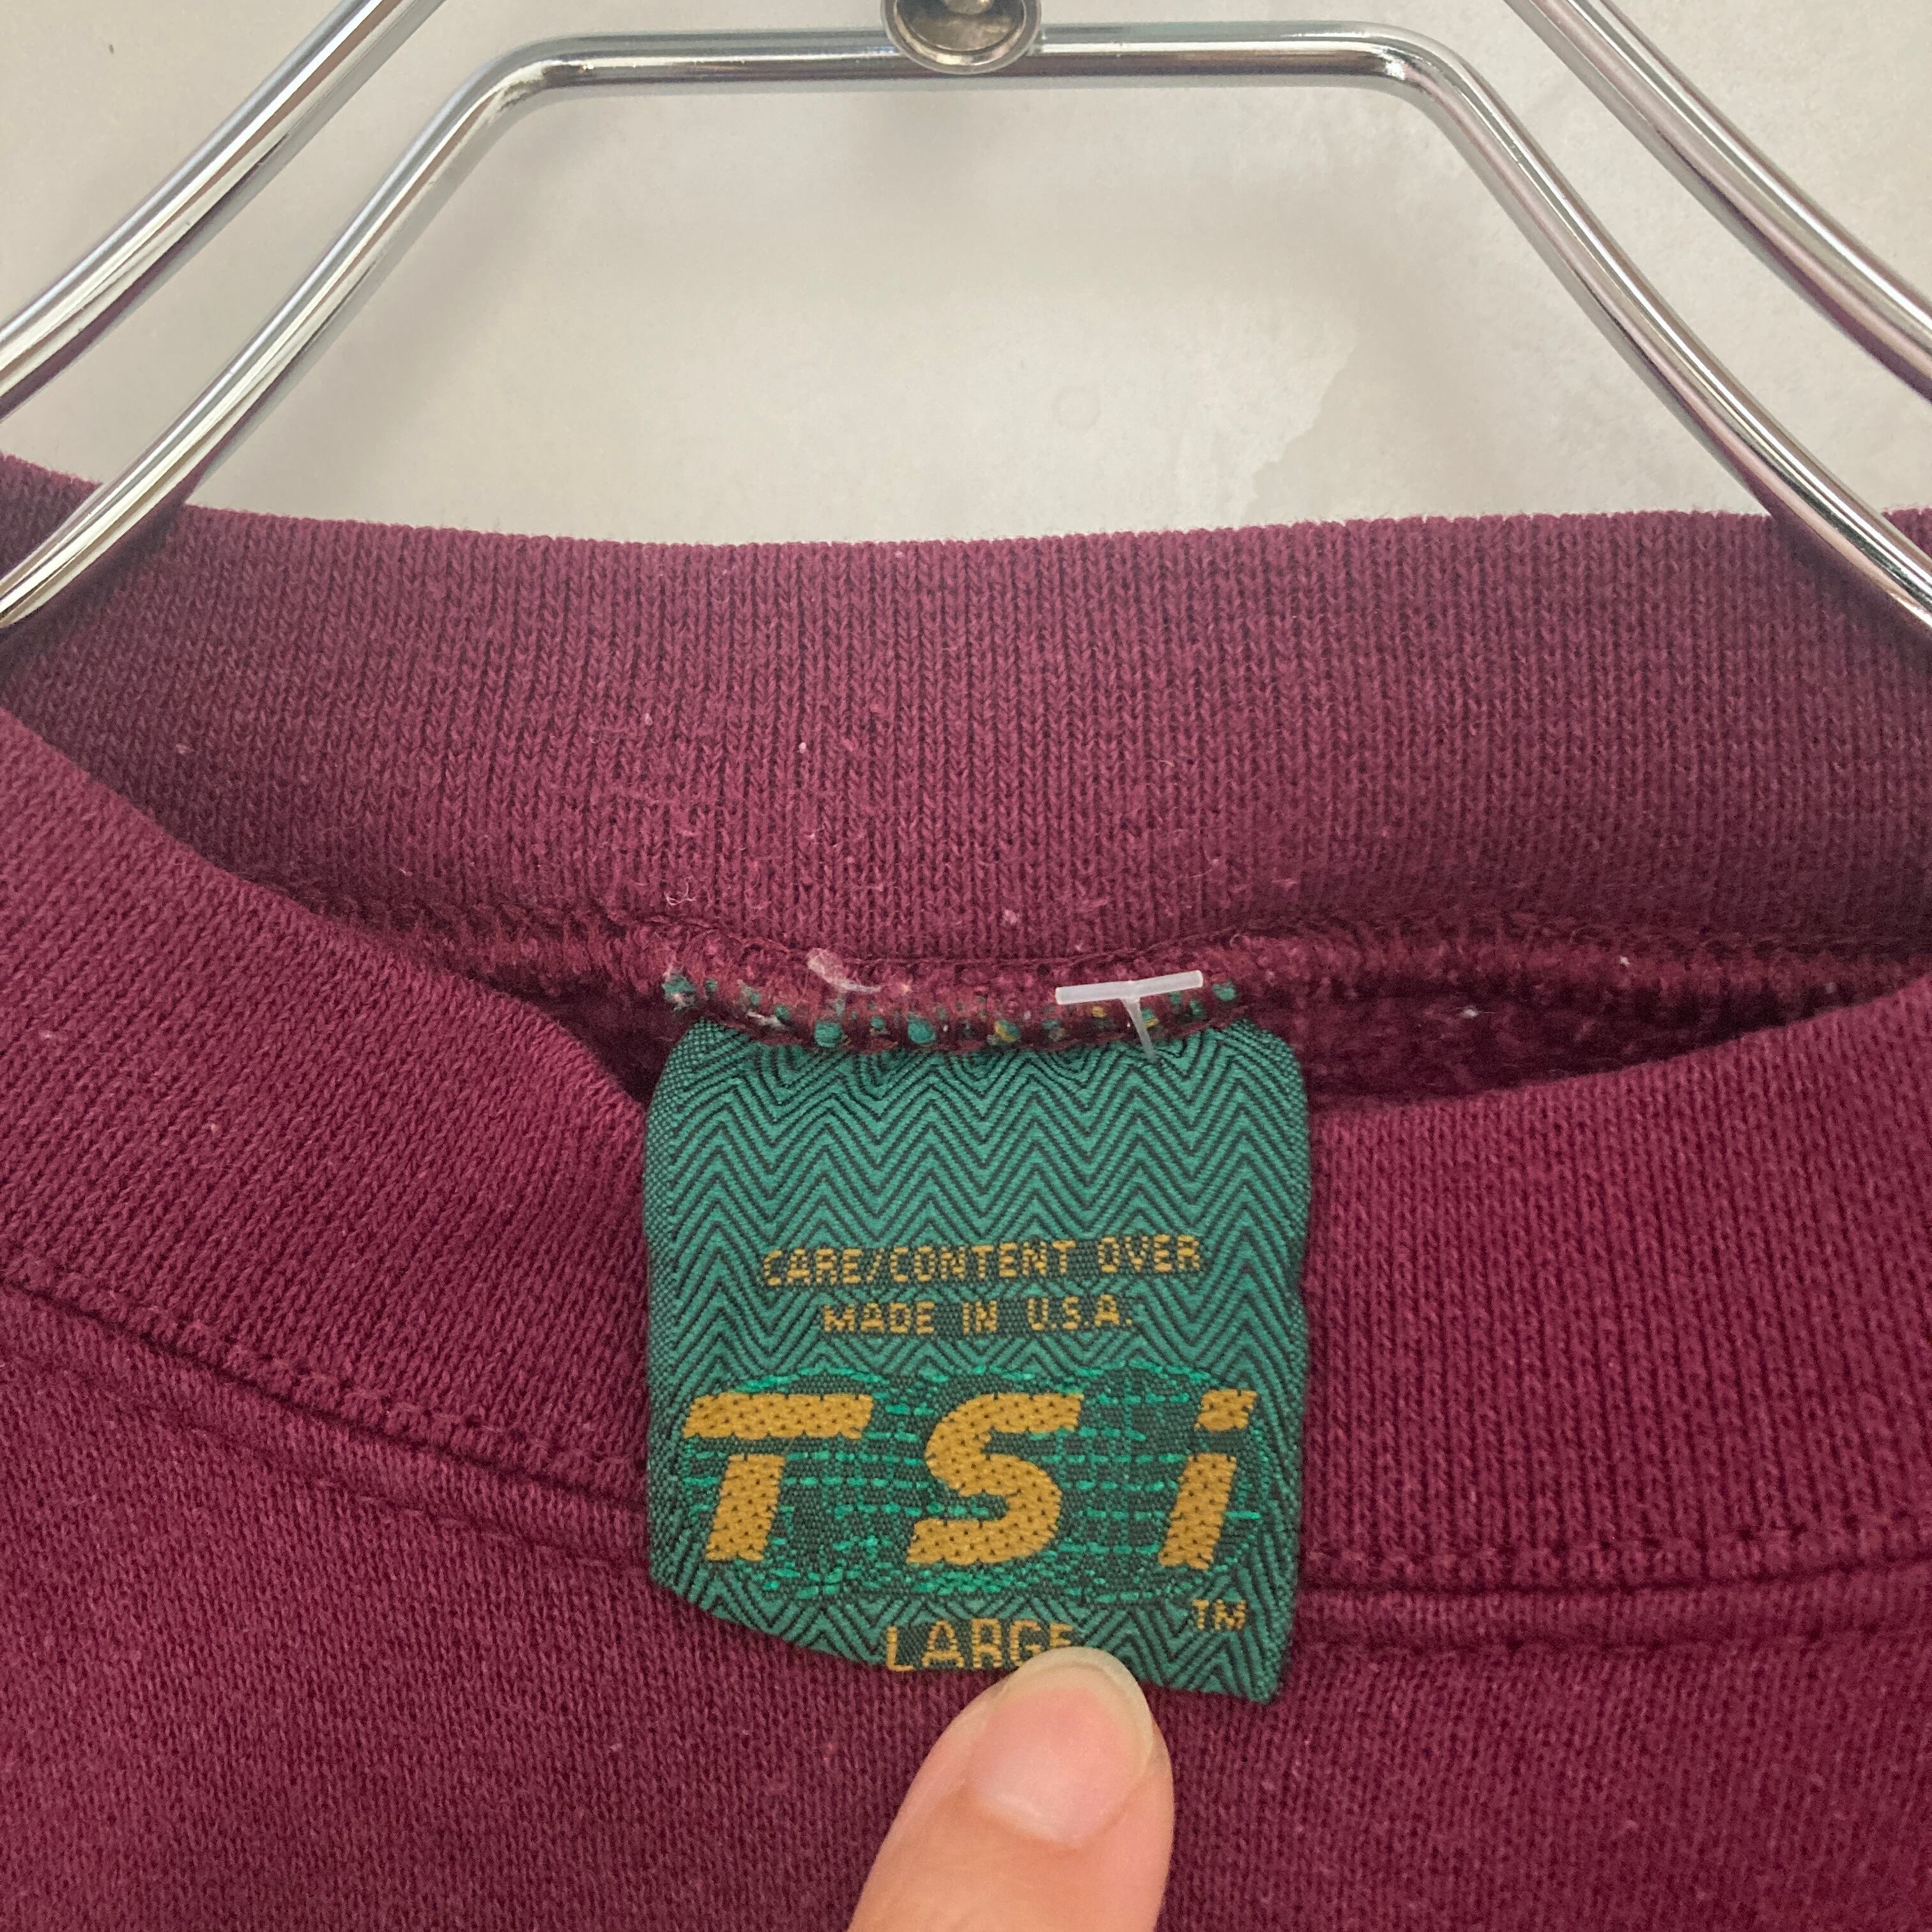 CARE/CONTENT OVER
MADE IN U.S.A.
TSi
TM
LARGE